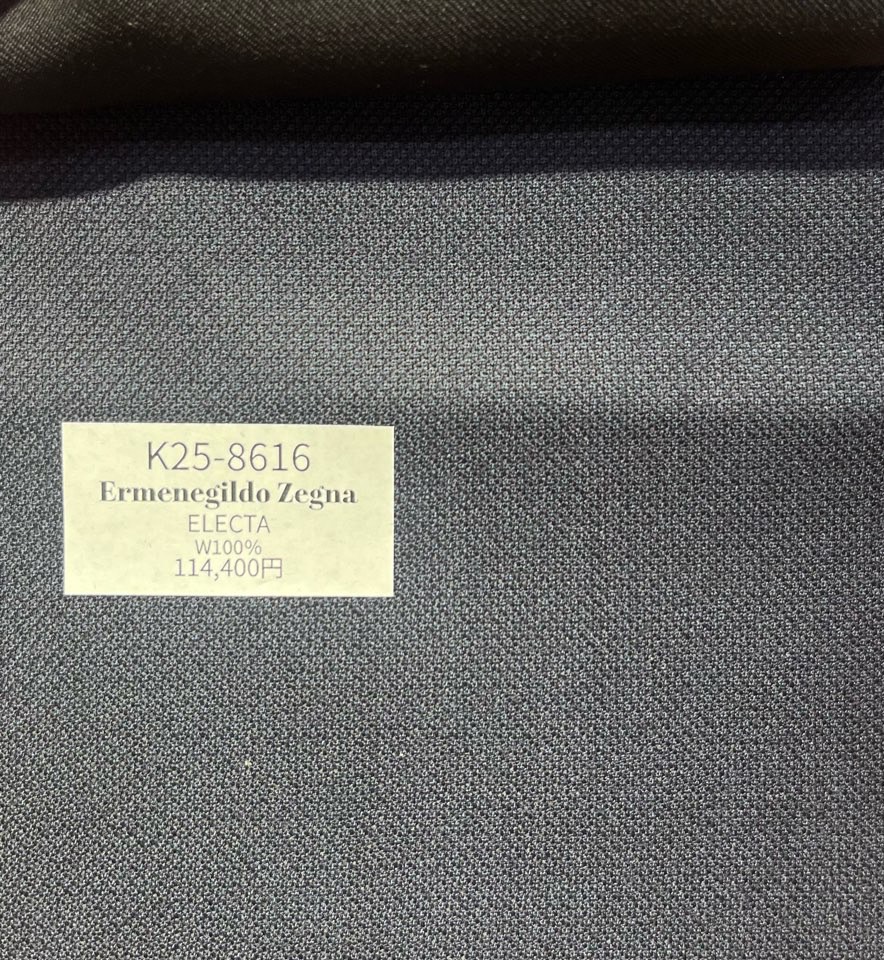 K25-8616
Ermenegildo Zegna
ELECTA
W100%
114,400円